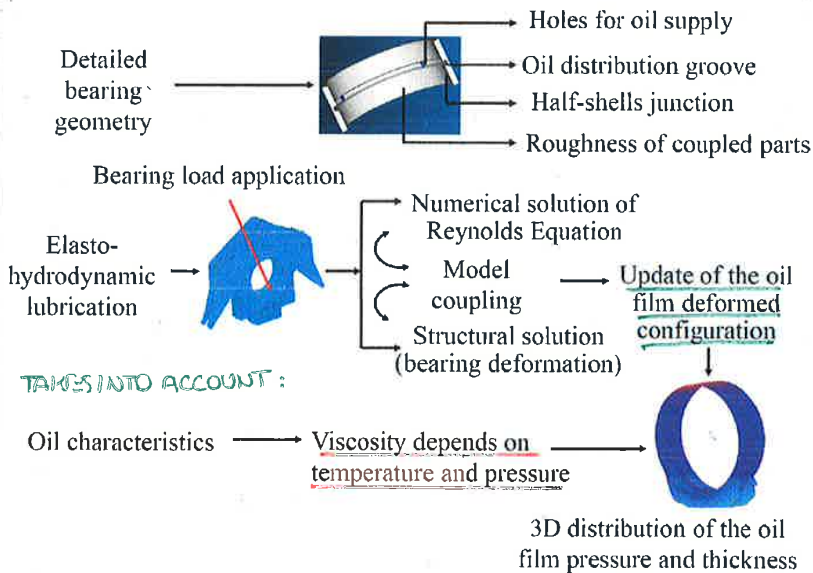 Holes for oil supply
Detailed
bearing
geometry
Oil distribution groove
Half-shells junction
Roughness of coupled parts
Bearing load application
Elasto-
hydrodynamic
lubrication
Numerical solution of
Reynolds Equation
Model
coupling
Structural solution
(bearing deformation)
Update of the oil
film deformed
configuration
TAKES INTO ACCOUNT:
Oil characteristics
Viscosity depends on
temperature and pressure
3D distribution of the oil
film pressure and thickness